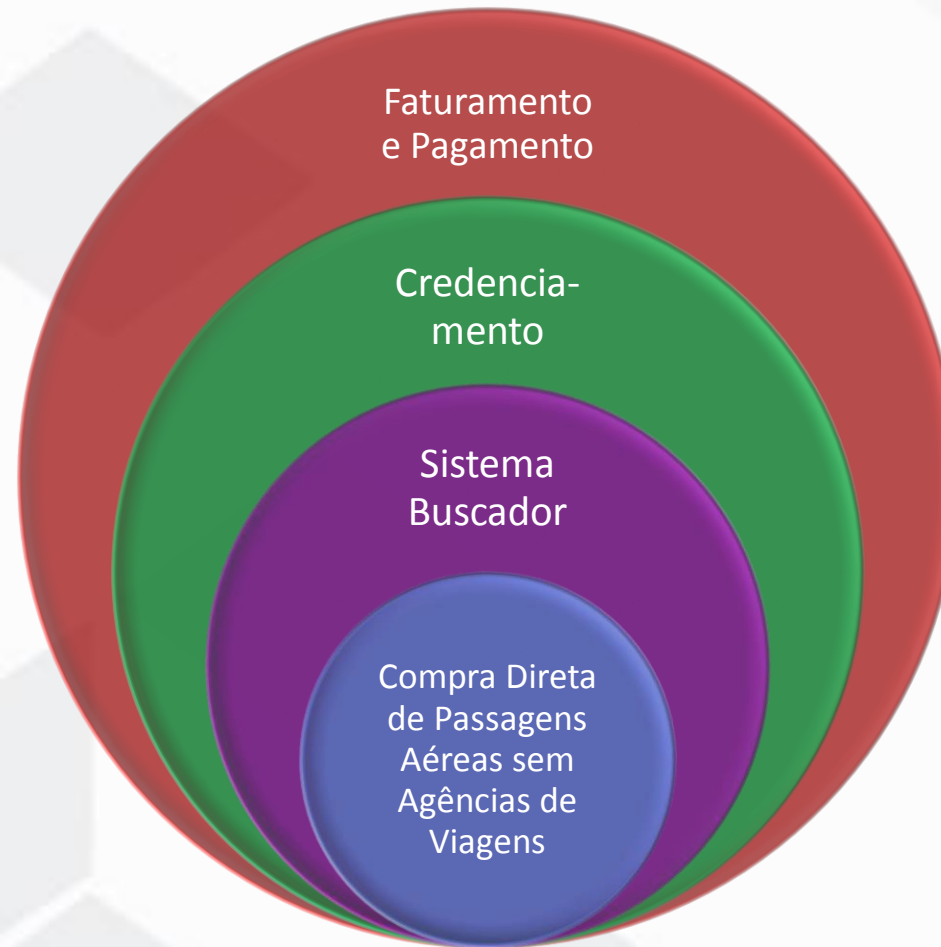 Faturamento
e Pagamento
Credencia-
mento
Sistema
Buscador
Compra Direta
de Passagens
Aéreas sem
Agências de
Viagens